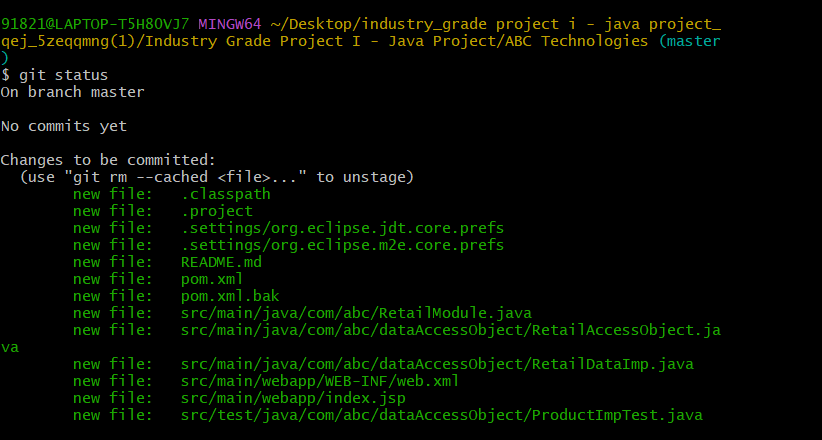 91821@LAPTOP-T5H8OVJ7 MINGW64 ~/Desktop/industry_grade project i - java project_
qej_5zeqqmng(1)/Industry Grade Project I - Java Project/ABC Technologies (master
)
$ git status
On branch master
No commits yet
Changes to be committed:
(use "git rm --cached <file>..." to unstage)
new file:   .classpath
new file:   .project
new file:   .settings/org.eclipse.jdt.core.prefs
new file:   .settings/org.eclipse.m2e.core.prefs
new file:   README.md
new file:   pom.xml
new file:   pom.xml.bak
new file:   src/main/java/com/abc/RetailModule.java
new file:   src/main/java/com/abc/dataAccessObject/RetailAccessObject.ja
va
new file:   src/main/java/com/abc/dataAccessObject/RetailDataImp.java
new file:   src/main/webapp/WEB-INF/web.xml
new file:   src/main/webapp/index.jsp
new file:   src/test/java/com/abc/dataAccessObject/ProductImpTest.java